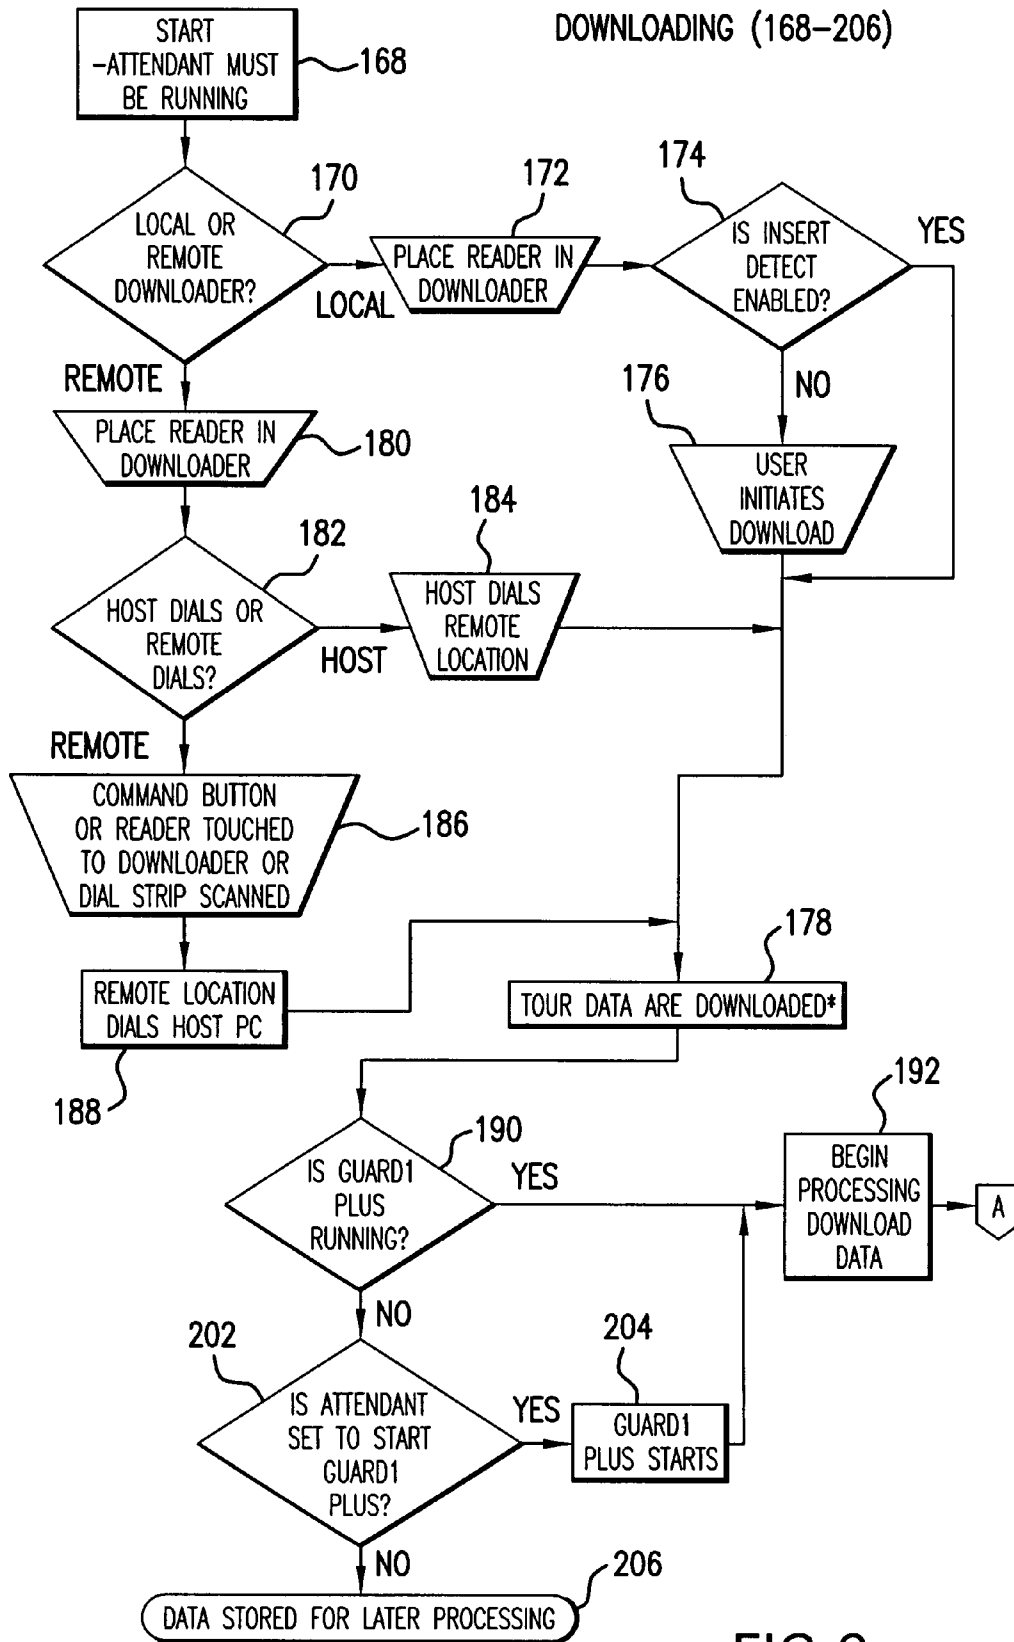 DOWNLOADING (168-206)
START
-ATTENDANT MUST
BE RUNNING
168
170
LOCAL OR
REMOTE
DOWNLOADER?
LOCAL
172
PLACE READER IN
DOWNLOADER
174
IS INSERT
DETECT
ENABLED?
YES
NO
REMOTE
176
USER
INITIATES
DOWNLOAD
PLACE READER IN
DOWNLOADER
180
182
HOST DIALS OR
REMOTE
DIALS?
HOST
184
HOST DIALS
REMOTE
LOCATION
REMOTE
COMMAND BUTTON
OR READER TOUCHED
TO DOWNLOADER OR
DIAL STRIP SCANNED
186
REMOTE LOCATION
DIALS HOST PC
188
178
TOUR DATA ARE DOWNLOADED*
190
IS GUARD1
PLUS
RUNNING?
YES
192
BEGIN
PROCESSING
DOWNLOAD
DATA
A
NO
202
IS ATTENDANT
SET TO START
GUARD1
PLUS?
YES
204
GUARD1
PLUS STARTS
NO
206
DATA STORED FOR LATER PROCESSING